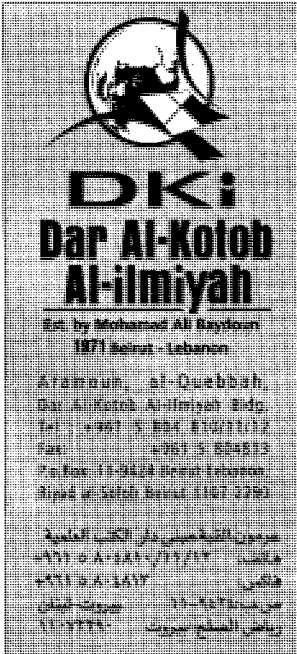 DKi
Dar Al-Kotob
Al-ilmiyah
Est. by Mohamad Ali Baydoun
1971 Beirut - Lebanon
Aramoun, al-Quebbah,
Dar Al-Kotob Al-ilmiyah Bldg.
Tel : +961 5 804 810/11/12
Fax: +961 5 804813
P.o.Box: 11-9424 Beirut-Lebanon
Riyad al-Soloh Beirut 1107 2290
عرمون، القبة، مبنى دار الكتب العلمية
هاتف: +٩٦١ ٥ ٨٠٤٨١٠/١١/١٢
فاكس: +٩٦١ ٥ ٨٠٤٨١٣
ص.ب: ٩٤٢٤-١١ بيروت-لبنان
رياض الصلح-بيروت ١١٠٧٢٢٩٠